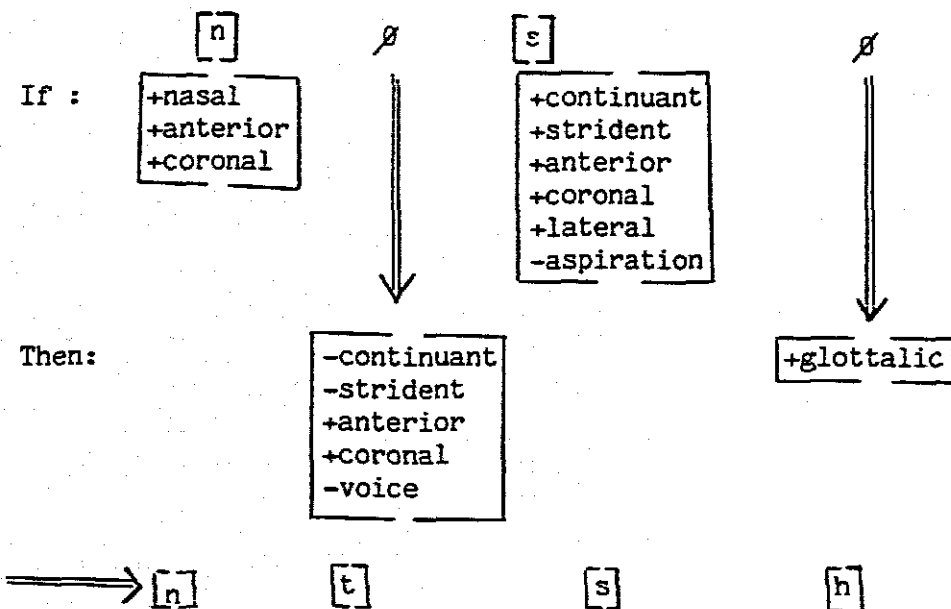 [n] ∅ [s] ∅
If : +nasal +continuant
+anterior +strident
+coronal +anterior
+coronal
+lateral
-aspiration
Then: -continuant +glottalic
-strident
+anterior
+coronal
-voice
[n] [t] [s] [h]